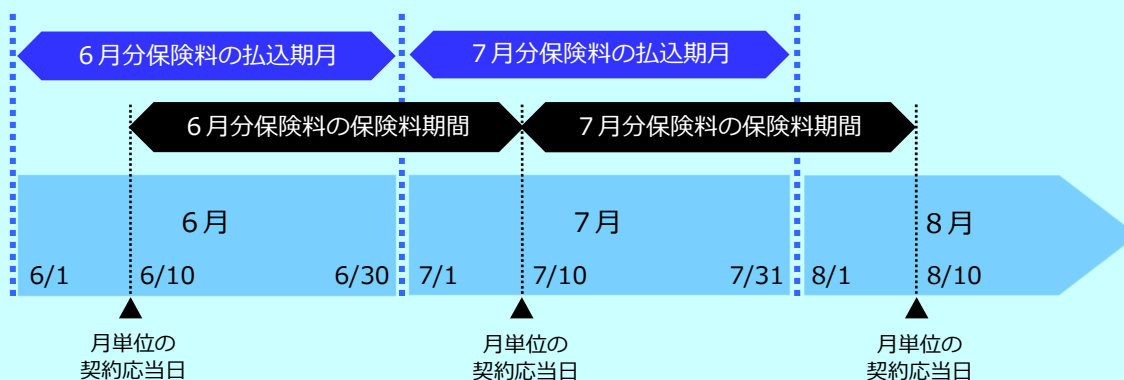 ６月分保険料の払込期月
７月分保険料の払込期月
６月分保険料の保険料期間
７月分保険料の保険料期間
６月
７月
８月
6/1
6/10
6/30
7/1
7/10
7/31
8/1
8/10
月単位の
契約応当日
月単位の
契約応当日
月単位の
契約応当日